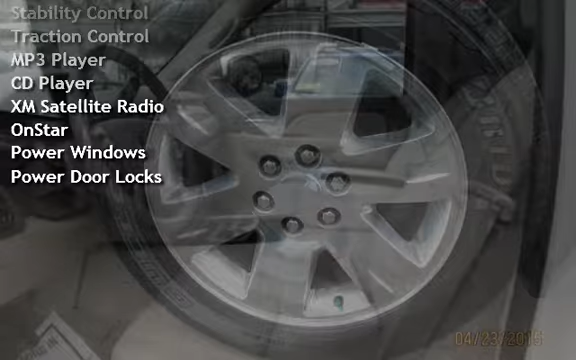 Stability Control
Traction Control
MP3 Player
CD Player
XM Satellite Radio
OnStar
Power Windows
Power Door Locks
04/23/2015